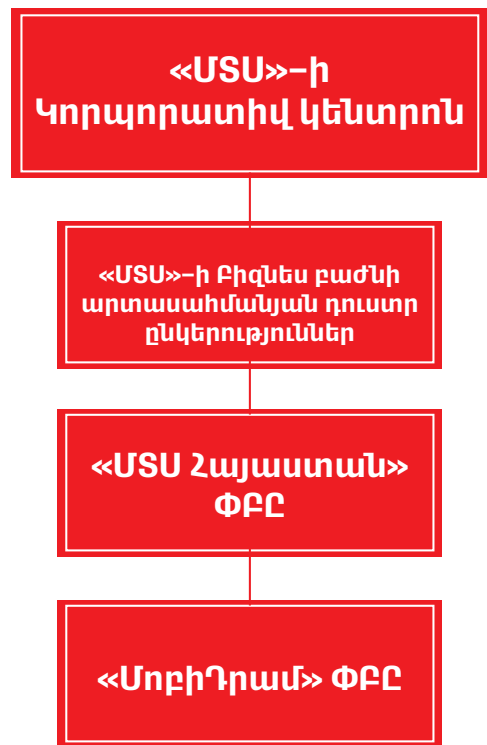 «ՄՏՍ»-ի
Կորպորատիվ կենտրոն
«ՄՏՍ»-ի Բիզնես բաժնի
արտասահմանյան դուստր
ընկերություններ
«ՄՏՍ Հայաստան»
ՓԲԸ
«ՄոբիԴրամ» ՓԲԸ